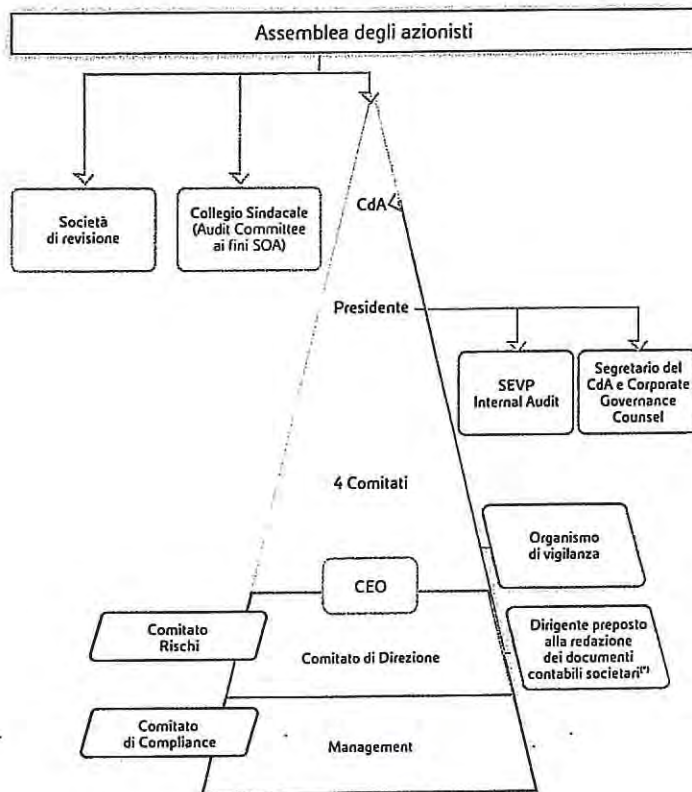 Assemblea degli azionisti
Società
di revisione
Collegio Sindacale
(Audit Committee
ai fini SOA)
CdA
Presidente
SEVP
Internal Audit
Segretario del
CdA e Corporate
Governance
Counsel
4 Comitati
Organismo
di vigilanza
CEO
Comitato
Rischi
Comitato di Direzione
Dirigente preposto
alla redazione
dei documenti
contabili societari(*)
Comitato
di Compliance
Management